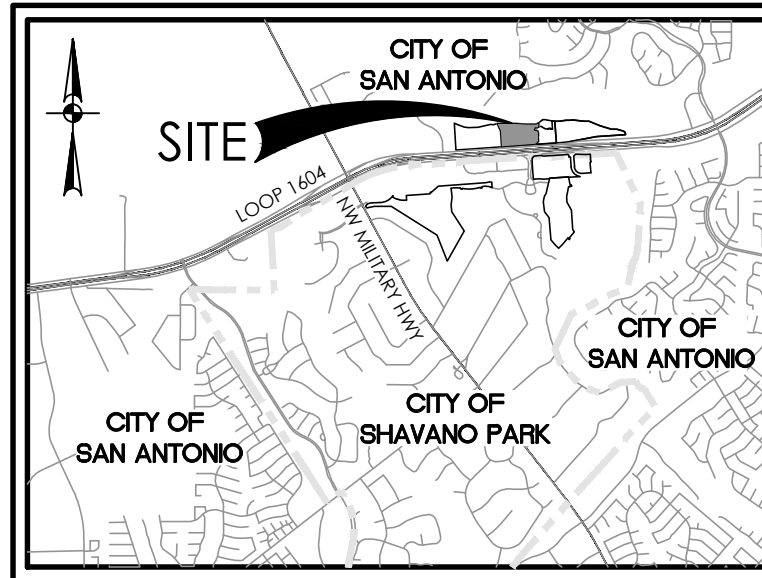 CITY OF
SAN ANTONIO
SITE
LOOP 1604
NW MILITARY HWY
CITY OF
SAN ANTONIO
CITY OF
SHAVANO PARK
CITY OF
SAN ANTONIO